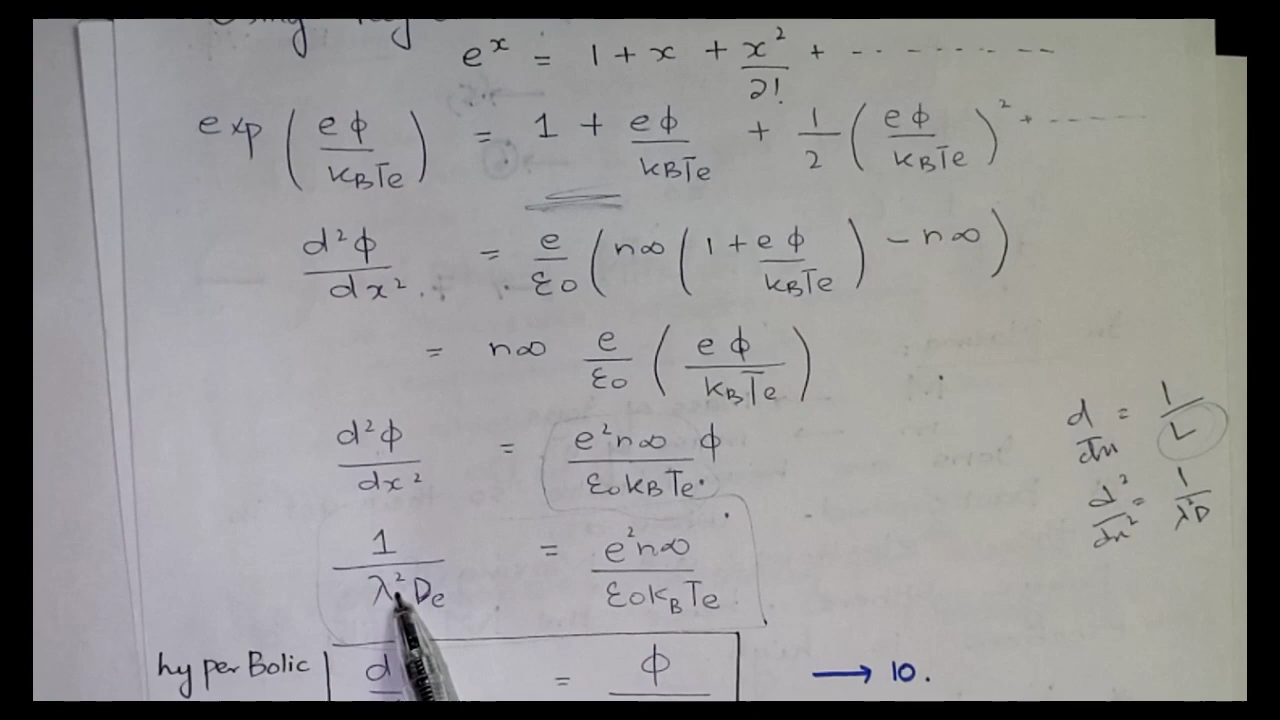 e^x = 1 + x + x²/2! + - - - - - - - -
exp (eφ/k_BTe) = 1 + eφ/k_BTe + 1/2 (eφ/k_BTe)² + - - - - - -
d²φ/dx² = e/ε0 (n∞ (1 + eφ/k_BTe) - n∞)
= n∞ e/ε0 (eφ/k_BTe)
d²φ/dx² = e²n∞/ε0k_BTe φ
d/dx = 1/L
d²/dx² = 1/λ²D
1/λ²De = e²n∞/ε0k_BTe
hyperBolic d = φ → 10.